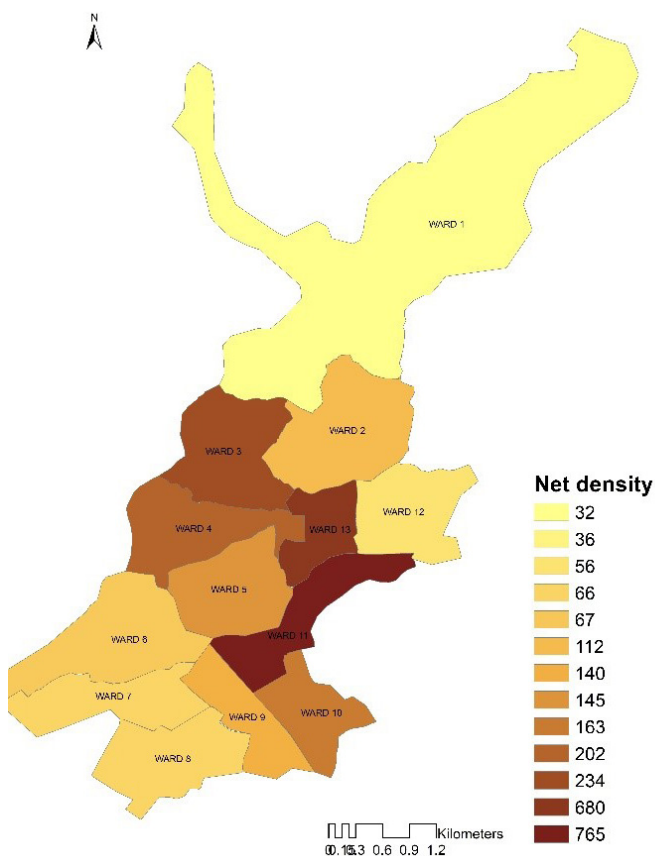 N
WARD 1
WARD 2
WARD 3
WARD 12
WARD 4
WARD 13
WARD 5
WARD 11
WARD 6
WARD 7
WARD 9
WARD 10
WARD 8
Net density
32
36
56
66
67
112
140
145
163
202
234
680
765
Kilometers
0.6 0.9 1.2